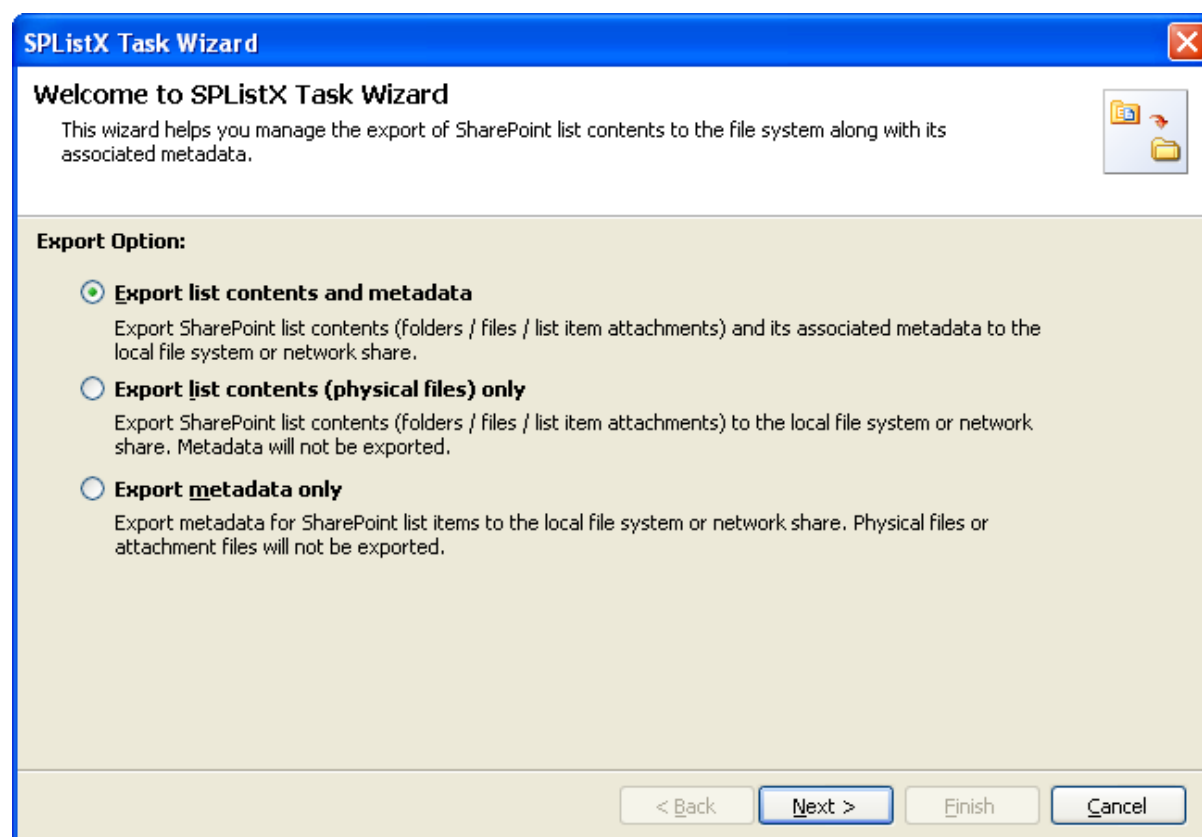 SPListX Task Wizard
Welcome to SPListX Task Wizard
This wizard helps you manage the export of SharePoint list contents to the file system along with its
associated metadata.
Export Option:
Export list contents and metadata
Export SharePoint list contents (folders / files / list item attachments) and its associated metadata to the
local file system or network share.
Export list contents (physical files) only
Export SharePoint list contents (folders / files / list item attachments) to the local file system or network
share. Metadata will not be exported.
Export metadata only
Export metadata for SharePoint list items to the local file system or network share. Physical files or
attachment files will not be exported.
< Back Next > Finish Cancel